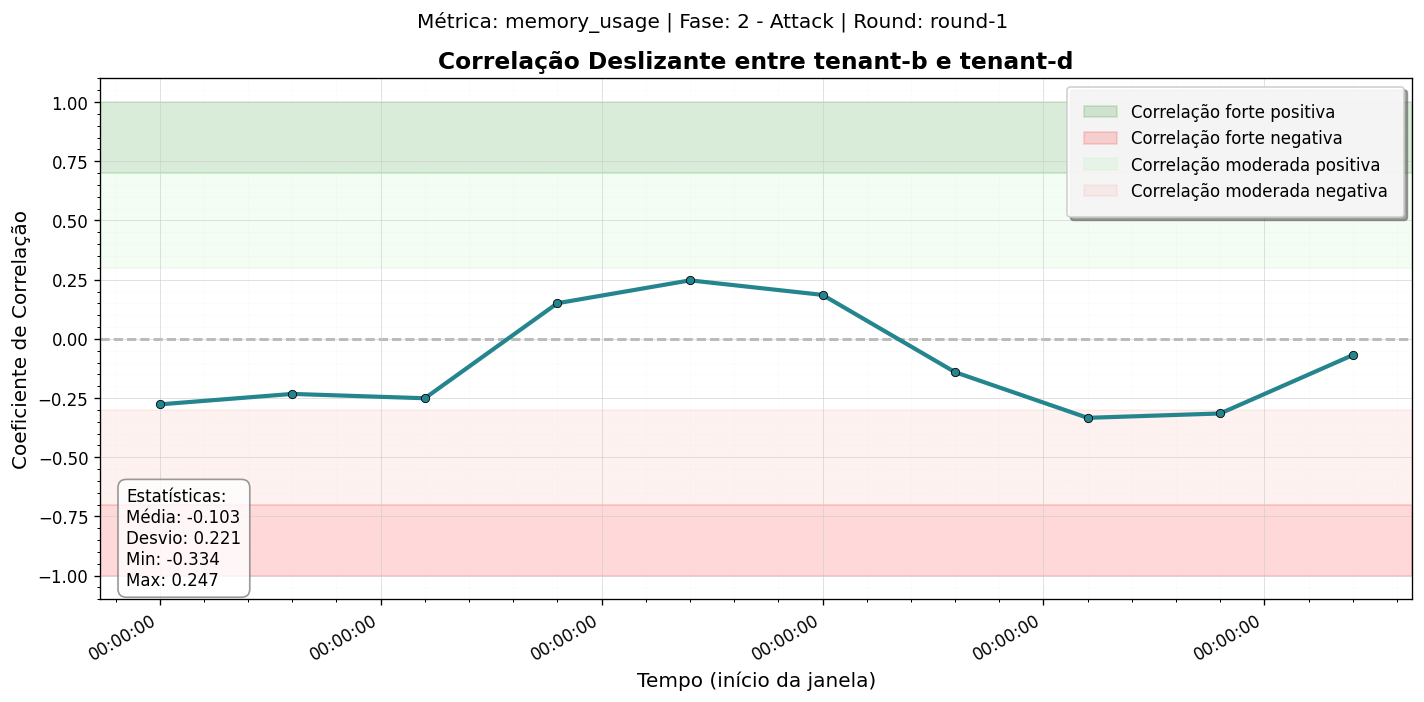 Métrica: memory_usage | Fase: 2 - Attack | Round: round-1
Correlação Deslizante entre tenant-b e tenant-d
Coeficiente de Correlação
1.00
0.75
0.50
0.25
0.00
−0.25
−0.50
−0.75
−1.00
Correlação forte positiva
Correlação forte negativa
Correlação moderada positiva
Correlação moderada negativa
Estatísticas:
Média: -0.103
Desvio: 0.221
Min: -0.334
Max: 0.247
00:00:00
00:00:00
00:00:00
00:00:00
00:00:00
00:00:00
Tempo (início da janela)